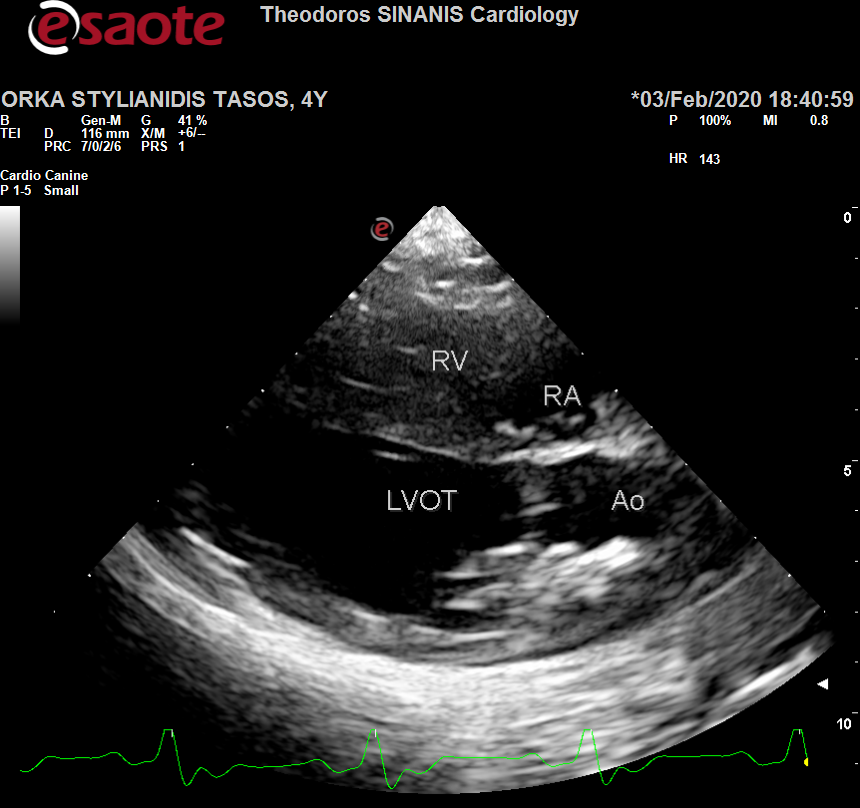 esaote
Theodoros SINANIS Cardiology
ORKA STYLIANIDIS TASOS, 4Y
*03/Feb/2020 18:40:59
B Gen-M G 41 %
TEI D 116 mm X/M +6/--
PRC 7/0/2/6 PRS 1
P 100% MI 0.8
HR 143
Cardio Canine
P 1-5 Small
e
0
RV
RA
5
LVOT
Ao
10